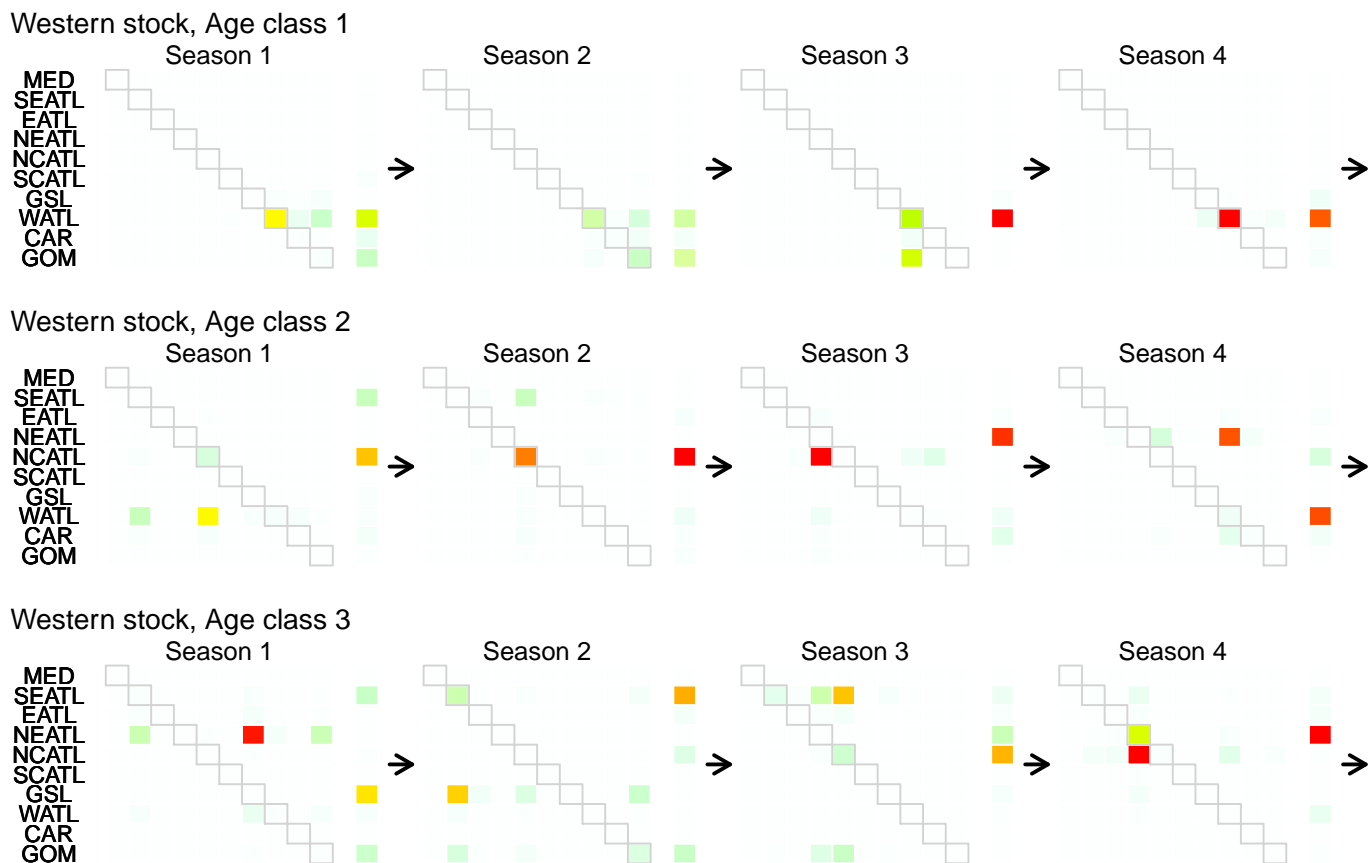 Western stock, Age class 1
Season 1 Season 2 Season 3 Season 4
MED
SEATL
EATL
NEATL
NCATL
SCATL
GSL
WATL
CAR
GOM
Western stock, Age class 2
Season 1 Season 2 Season 3 Season 4
MED
SEATL
EATL
NEATL
NCATL
SCATL
GSL
WATL
CAR
GOM
Western stock, Age class 3
Season 1 Season 2 Season 3 Season 4
MED
SEATL
EATL
NEATL
NCATL
SCATL
GSL
WATL
CAR
GOM